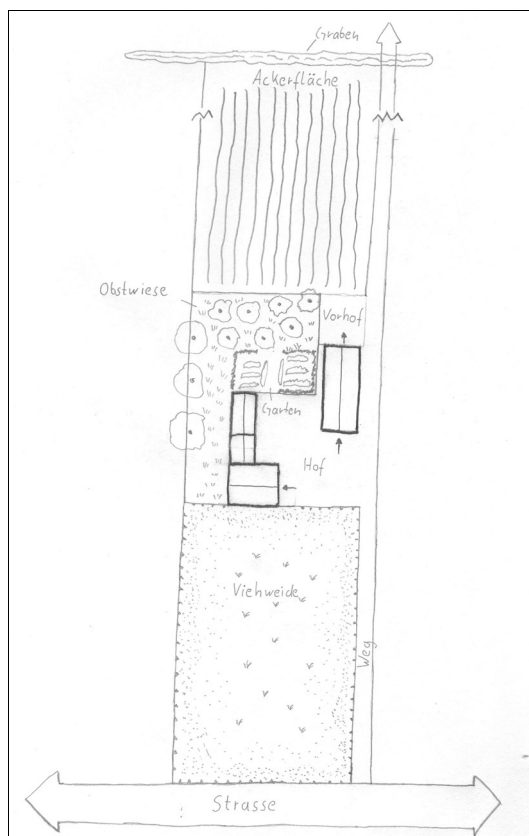 Graben
Ackerfläche
Obstwiese
Vorhof
Garten
Hof
Viehweide
Weg
Strasse